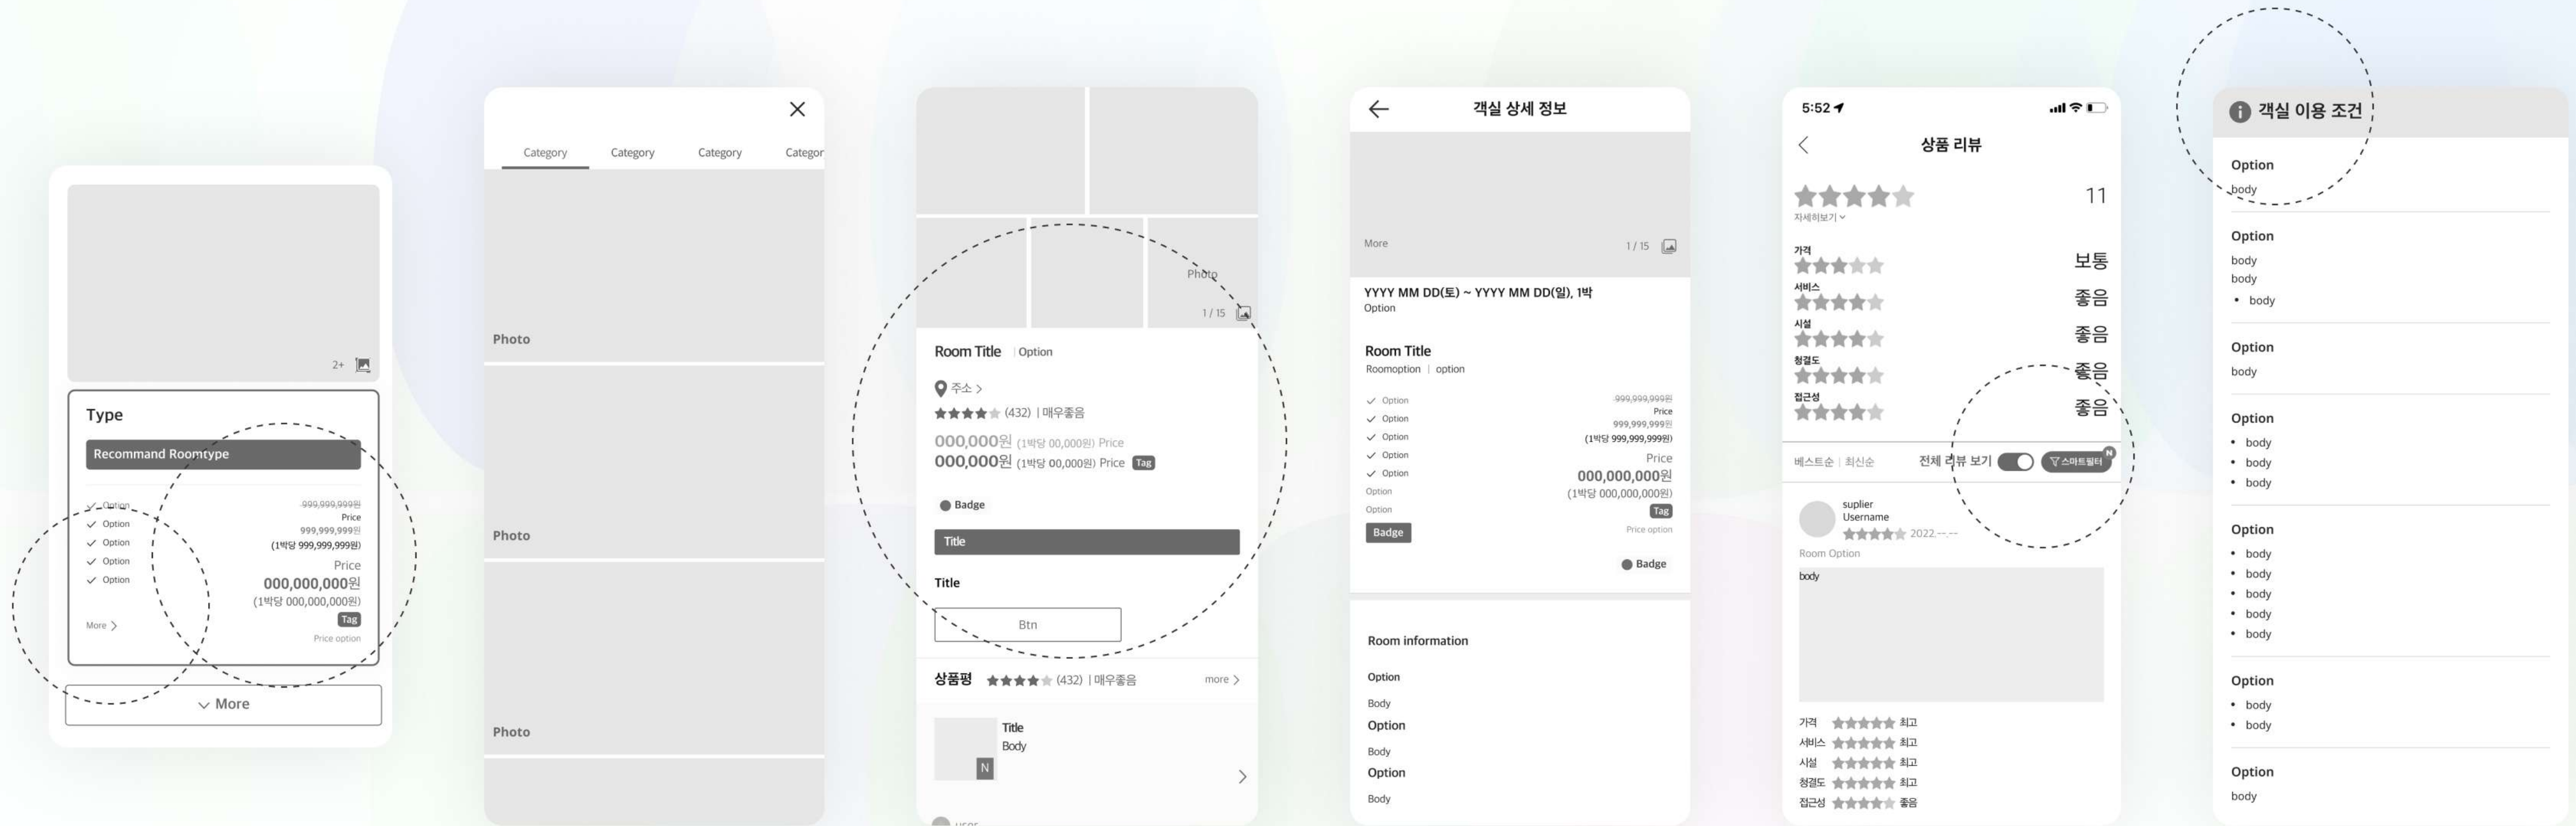 2+
Type
Recommand Roomtype
Option
Option
Option
Option
Option
More >
999,999,999원
Price
999,999,999원
(1박당 999,999,999원)
Price
000,000,000원
(1박당 000,000,000원)
Tag
Price option
More
Category Category Category Categor
Photo
Photo
Photo
Photo
1 / 15
Room Title | Option
주소 >
(432) | 매우좋음
000,000원 (1박당 00,000원) Price
000,000원 (1박당 00,000원) Price Tag
Badge
Title
Title
Btn
상품평 (432) | 매우좋음 more >
Title
Body
N
객실 상세 정보
More 1 / 15
YYYY MM DD(토) ~ YYYY MM DD(일), 1박
Option
Room Title
Roomoption | option
Option
Option
Option
Option
Option
Option
Option
Badge
999,999,999원
Price
999,999,999원
(1박당 999,999,999원)
Price
000,000,000원
(1박당 000,000,000원)
Tag
Price option
Badge
Room information
Option
Body
Option
Body
Option
Body
5:52
상품 리뷰
11
자세히보기
가격
보통
서비스
좋음
시설
좋음
청결도
좋음
접근성
좋음
베스트순 | 최신순 전체 리뷰 보기 스마트필터 N
suplier
Username
2022.--.--
Room Option
body
가격 최고
서비스 최고
시설 최고
청결도 최고
접근성 좋음
객실 이용 조건
Option
body
Option
body
body
• body
Option
body
Option
• body
• body
• body
Option
• body
• body
• body
• body
• body
Option
• body
• body
Option
body